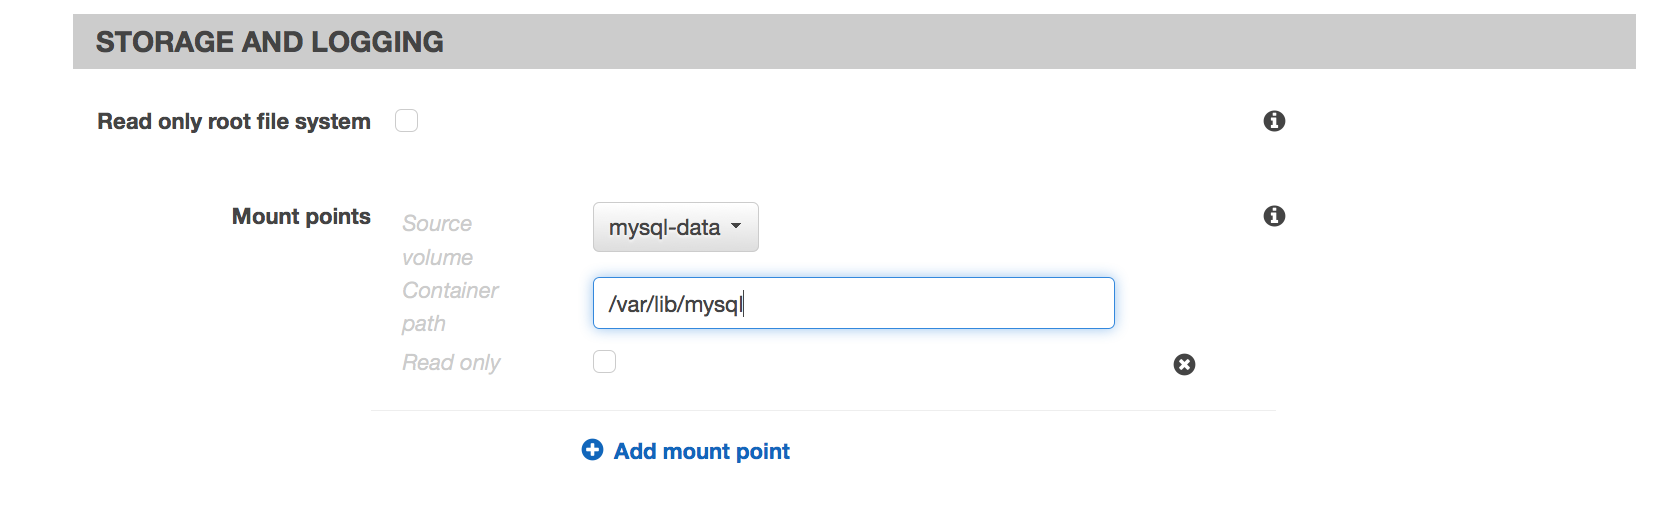 STORAGE AND LOGGING
Read only root file system
Mount points
Source
volume
mysql-data
Container
path
/var/lib/mysql
Read only
Add mount point